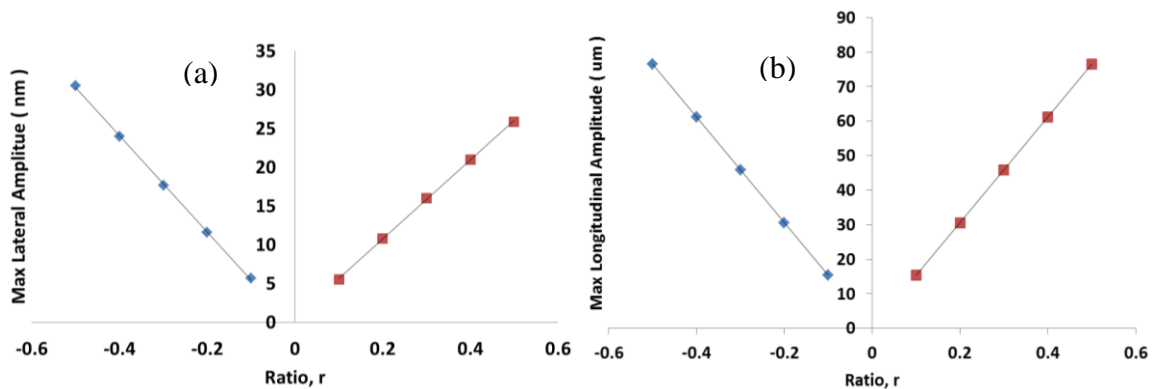 (a)
Max Lateral Amplitue ( nm )
35
30
25
20
15
10
5
0
-0.6 -0.4 -0.2 0 0.2 0.4 0.6
Ratio, r
(b)
Max Longitudinal Amplitude ( um )
90
80
70
60
50
40
30
20
10
0
-0.6 -0.4 -0.2 0 0.2 0.4 0.6
Ratio, r